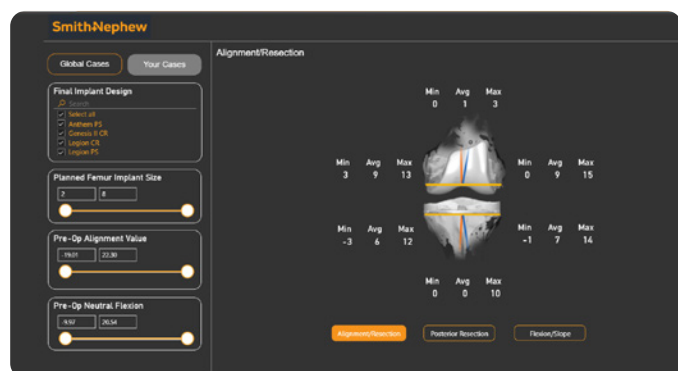 Smith+Nephew
Global Cases
Your Cases
Final Implant Design
Search
Select all
Anthem PS
Genesis II CR
Legion CR
Legion PS
Planned Femur Implant Size
2 8
Pre-Op Alignment Value
-19.01 22.30
Pre-Op Neutral Flexion
-9.97 20.54
Alignment/Resection
Min Avg Max
0 1 3
Min Avg Max
3 9 13
Min Avg Max
0 9 15
Min Avg Max
-3 6 12
Min Avg Max
-1 7 14
Min Avg Max
0 0 10
Alignment/Resection
Posterior Resection
Flexion/Slope